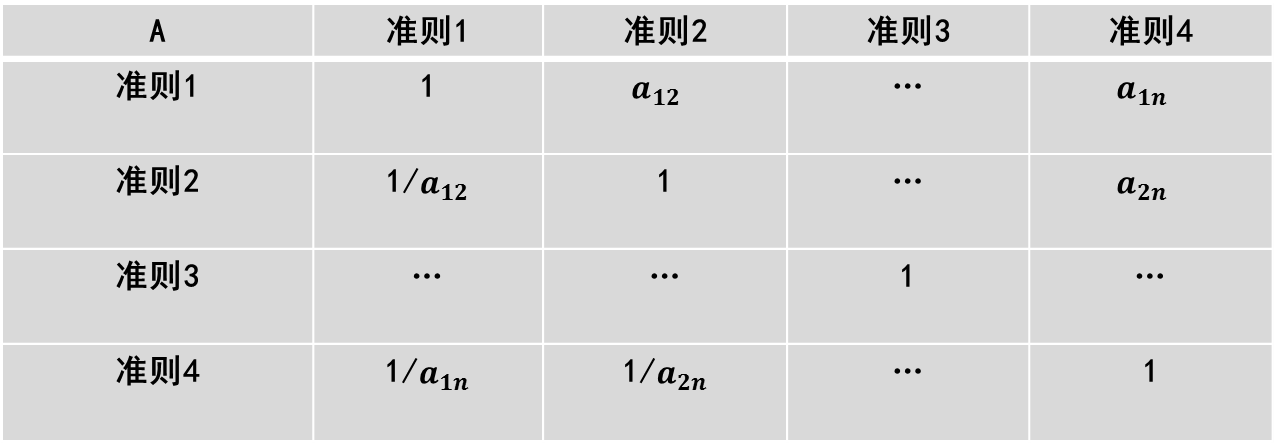 A 准则1 准则2 准则3 准则4
准则1 1 a₁₂ … a₁ₙ
准则2 1/a₁₂ 1 … a₂ₙ
准则3 … … 1 …
准则4 1/a₁ₙ 1/a₂ₙ … 1